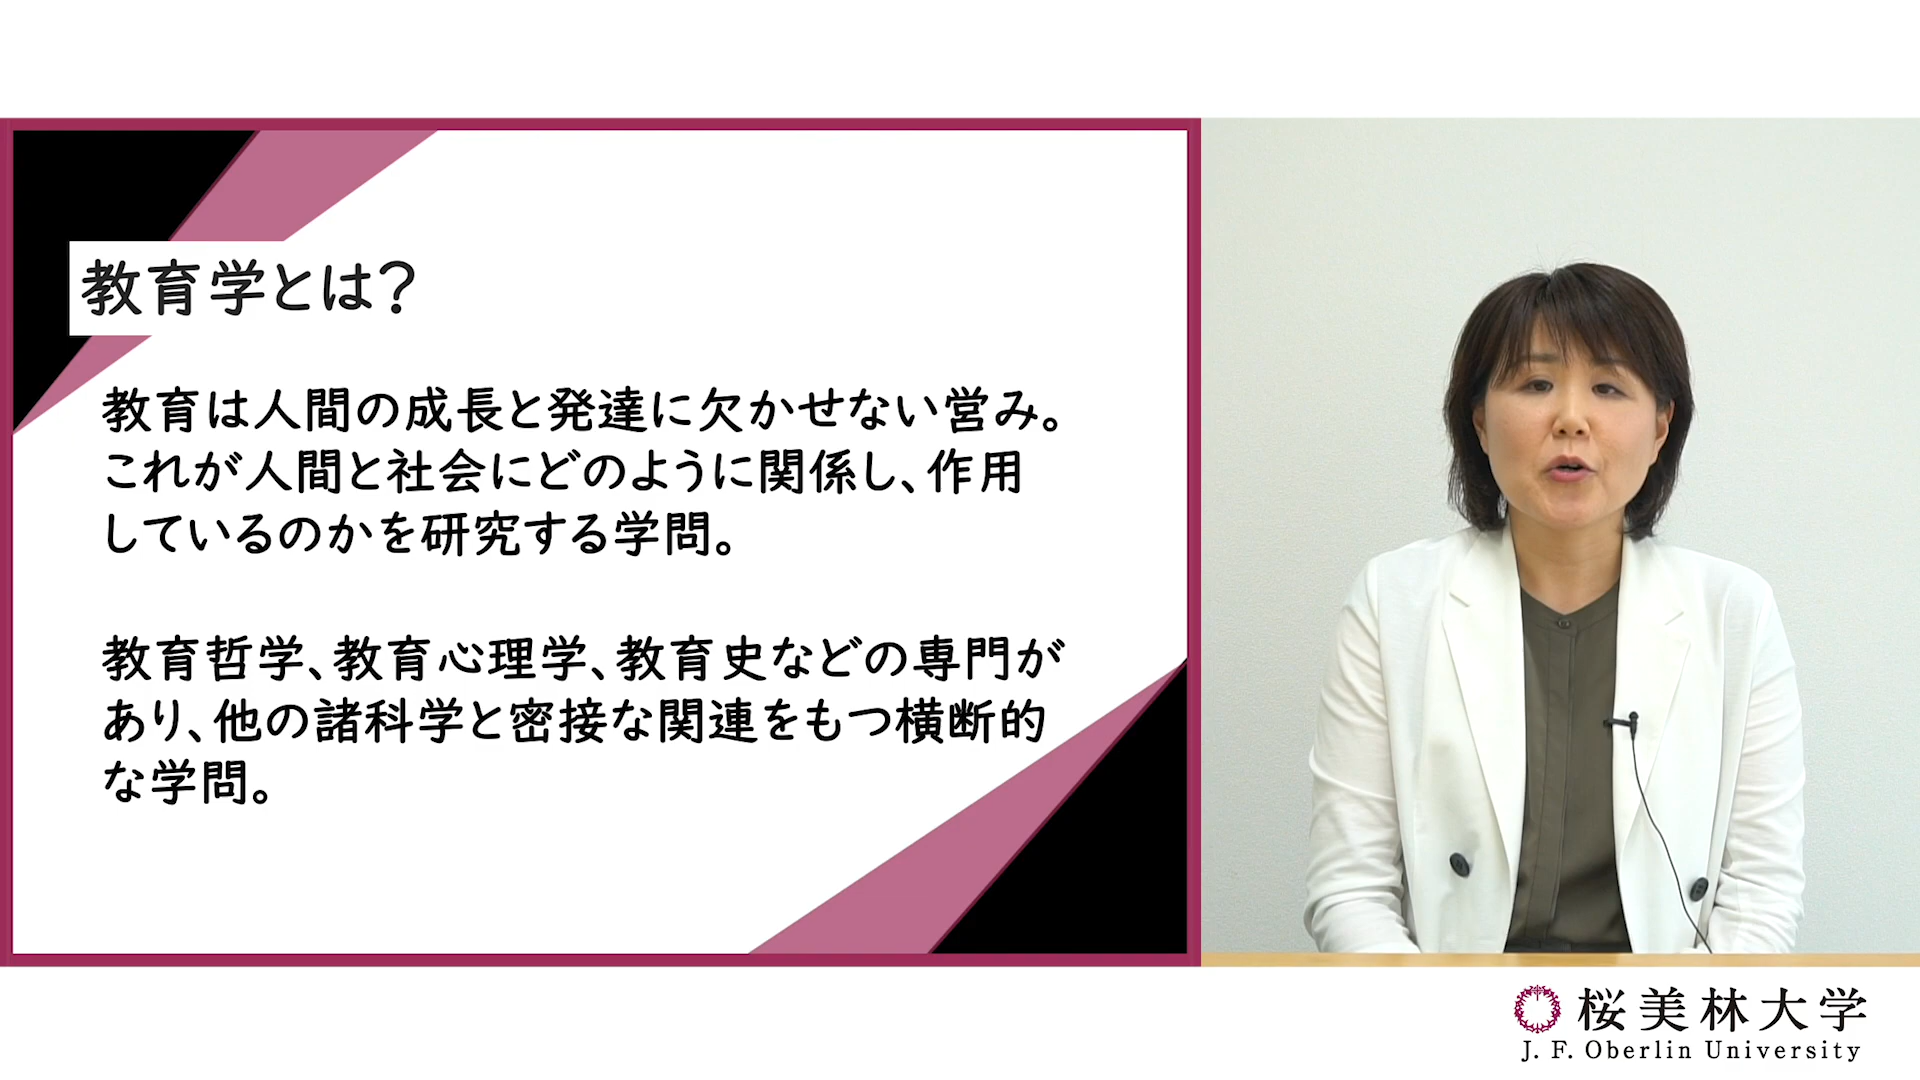 教育学とは?
教育は人間の成長と発達に欠かせない営み。
これが人間と社会にどのように関係し、作用
しているのかを研究する学問。
教育哲学、教育心理学、教育史などの専門が
あり、他の諸科学と密接な関連をもつ横断的
な学問。
桜美林大学
J. F. Oberlin University